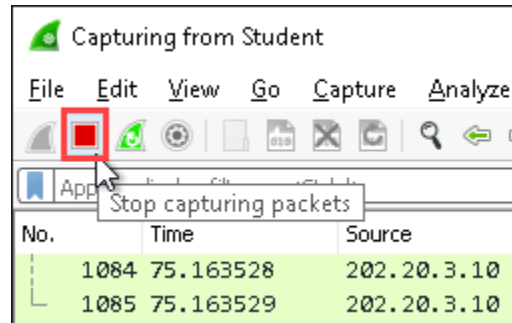 Capturing from Student
File Edit View Go Capture Analyze
Stop capturing packets
No. Time Source
1084 75.163528 202.20.3.10
1085 75.163529 202.20.3.10